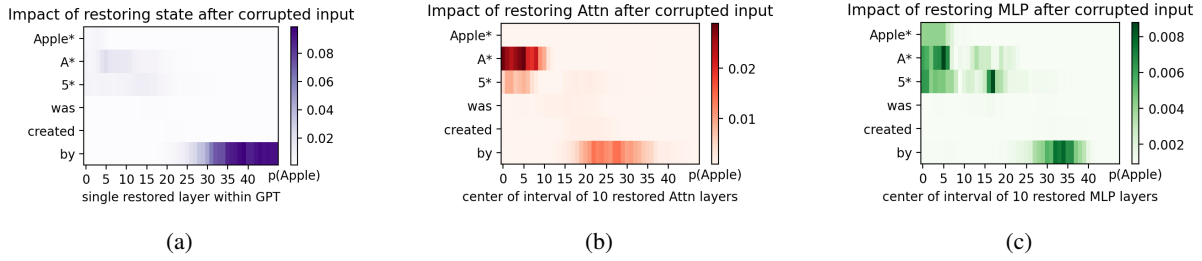 Impact of restoring state after corrupted input
Apple*
A*
5*
was
created
by
0 5 10 15 20 25 30 35 40
0.08
0.06
0.04
0.02
p(Apple)
single restored layer within GPT
(a)
Impact of restoring Attn after corrupted input
Apple*
A*
5*
was
created
by
0 5 10 15 20 25 30 35 40
0.02
0.01
p(Apple)
center of interval of 10 restored Attn layers
(b)
Impact of restoring MLP after corrupted input
Apple*
A*
5*
was
created
by
0 5 10 15 20 25 30 35 40
0.008
0.006
0.004
0.002
p(Apple)
center of interval of 10 restored MLP layers
(c)